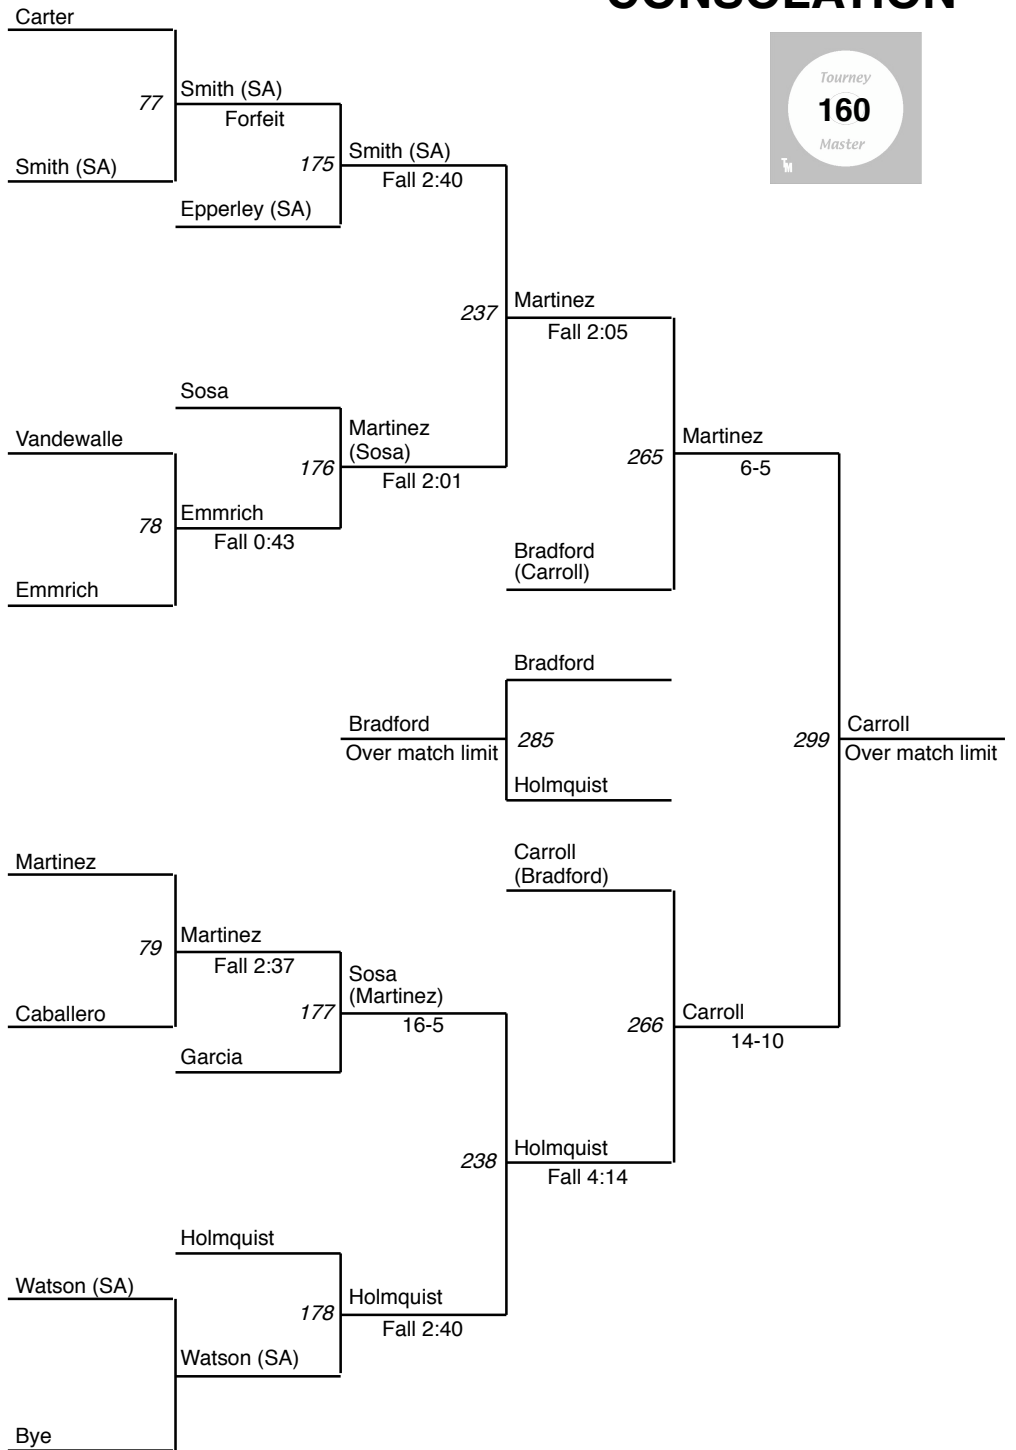 CONSOLATION
Carter
Tourney
160
Master
TM
77
Smith (SA)
Forfeit
Smith (SA)
175
Smith (SA)
Fall 2:40
Epperley (SA)
237
Martinez
Fall 2:05
Sosa
Vandewalle
Martinez
(Sosa)
Fall 2:01
176
265
Martinez
6-5
78
Emmrich
Fall 0:43
Bradford
(Carroll)
Emmrich
Bradford
Bradford
Over match limit
285
299
Carroll
Over match limit
Holmquist
Carroll
(Bradford)
Martinez
79
Martinez
Fall 2:37
Sosa
(Martinez)
16-5
Caballero
177
266
Carroll
14-10
Garcia
238
Holmquist
Fall 4:14
Holmquist
Watson (SA)
178
Holmquist
Fall 2:40
Watson (SA)
Bye